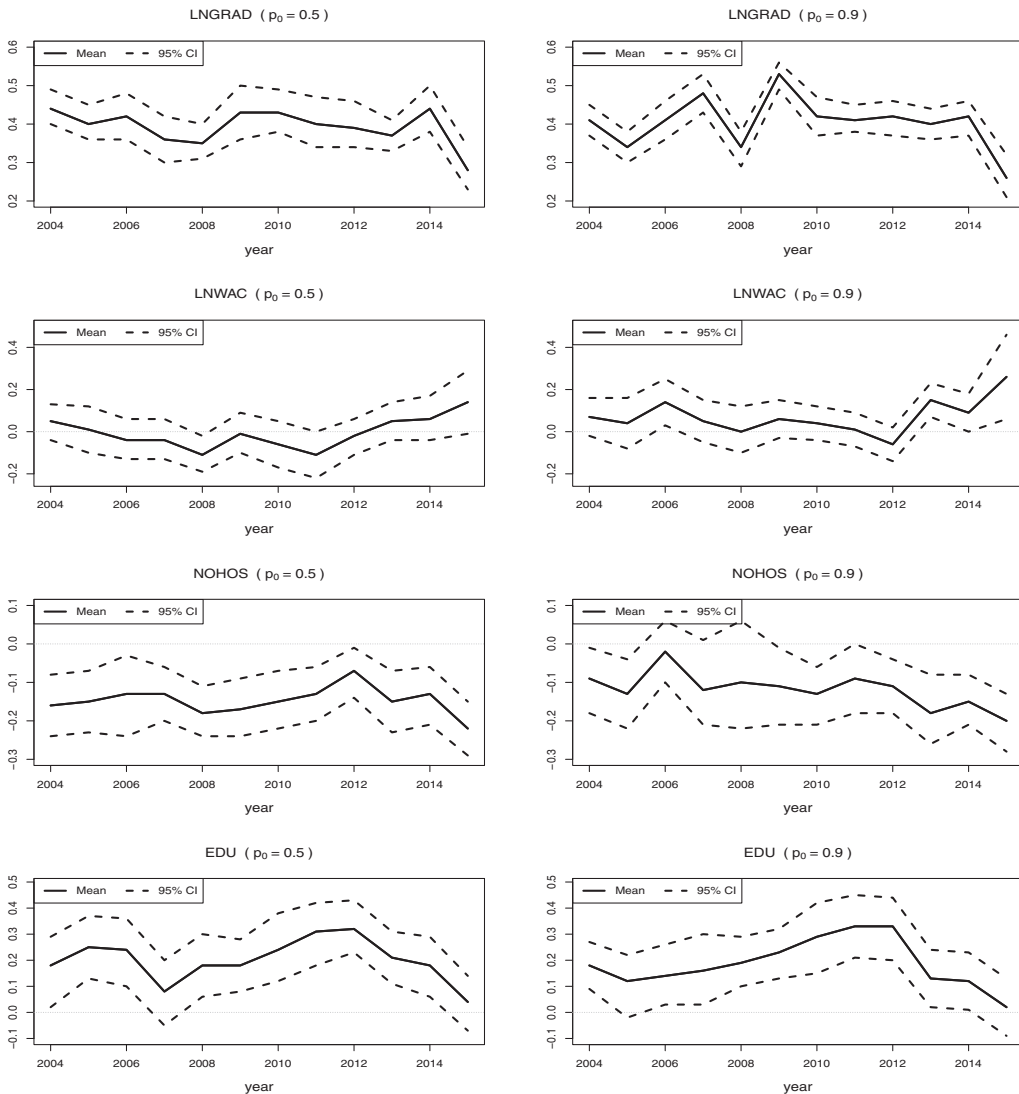 LNGRAD ( p₀ = 0.5 )
Mean 95% CI
0.2 0.3 0.4 0.5 0.6
2004 2006 2008 2010 2012 2014
year
LNGRAD ( p₀ = 0.9 )
Mean 95% CI
0.2 0.3 0.4 0.5 0.6
2004 2006 2008 2010 2012 2014
year
LNWAC ( p₀ = 0.5 )
Mean 95% CI
−0.2 0.0 0.2 0.4
2004 2006 2008 2010 2012 2014
year
LNWAC ( p₀ = 0.9 )
Mean 95% CI
−0.2 0.0 0.2 0.4
2004 2006 2008 2010 2012 2014
year
NOHOS ( p₀ = 0.5 )
Mean 95% CI
−0.3 −0.2 −0.1 0.0 0.1
2004 2006 2008 2010 2012 2014
year
NOHOS ( p₀ = 0.9 )
Mean 95% CI
−0.3 −0.2 −0.1 0.0 0.1
2004 2006 2008 2010 2012 2014
year
EDU ( p₀ = 0.5 )
Mean 95% CI
−0.1 0.0 0.1 0.2 0.3 0.4 0.5
2004 2006 2008 2010 2012 2014
year
EDU ( p₀ = 0.9 )
Mean 95% CI
−0.1 0.0 0.1 0.2 0.3 0.4 0.5
2004 2006 2008 2010 2012 2014
year